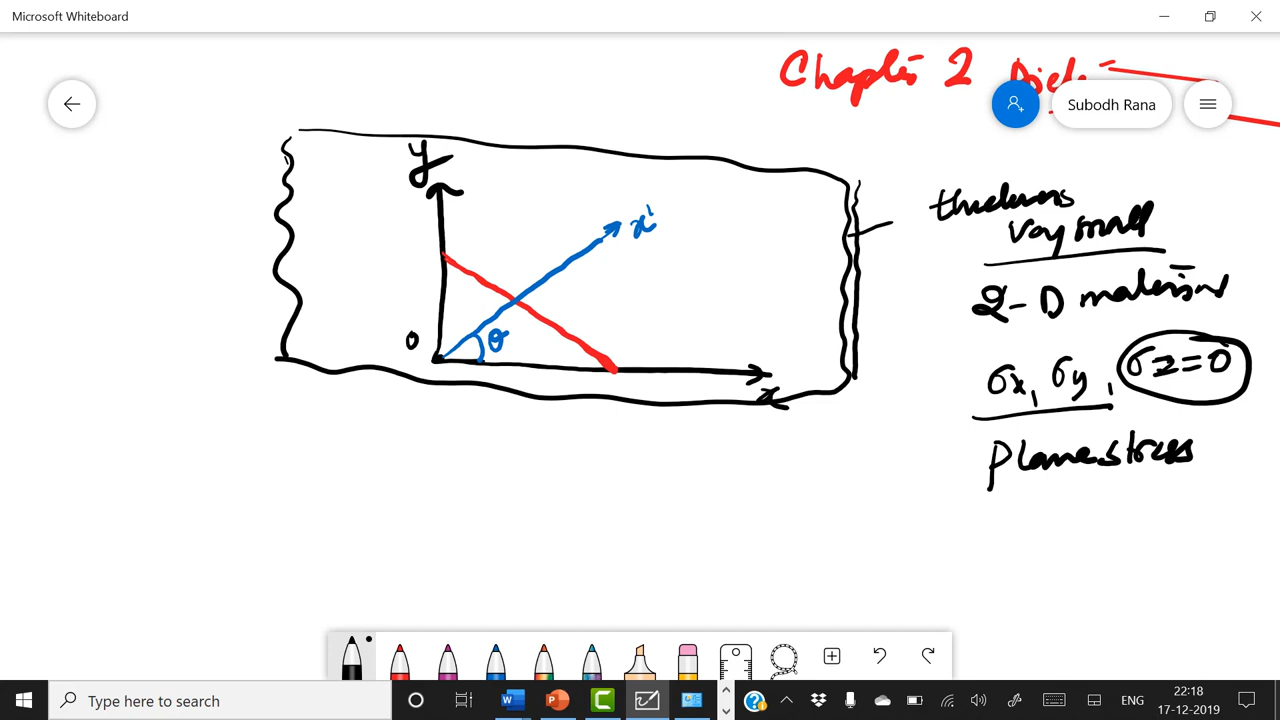 Microsoft Whiteboard
Chapter 2
Subodh Rana
y
x'
thickness
very small
2-D
σx, σy, σz=0
Plane stress
O
θ
x
Type here to search
ENG
22:18
17-12-2019